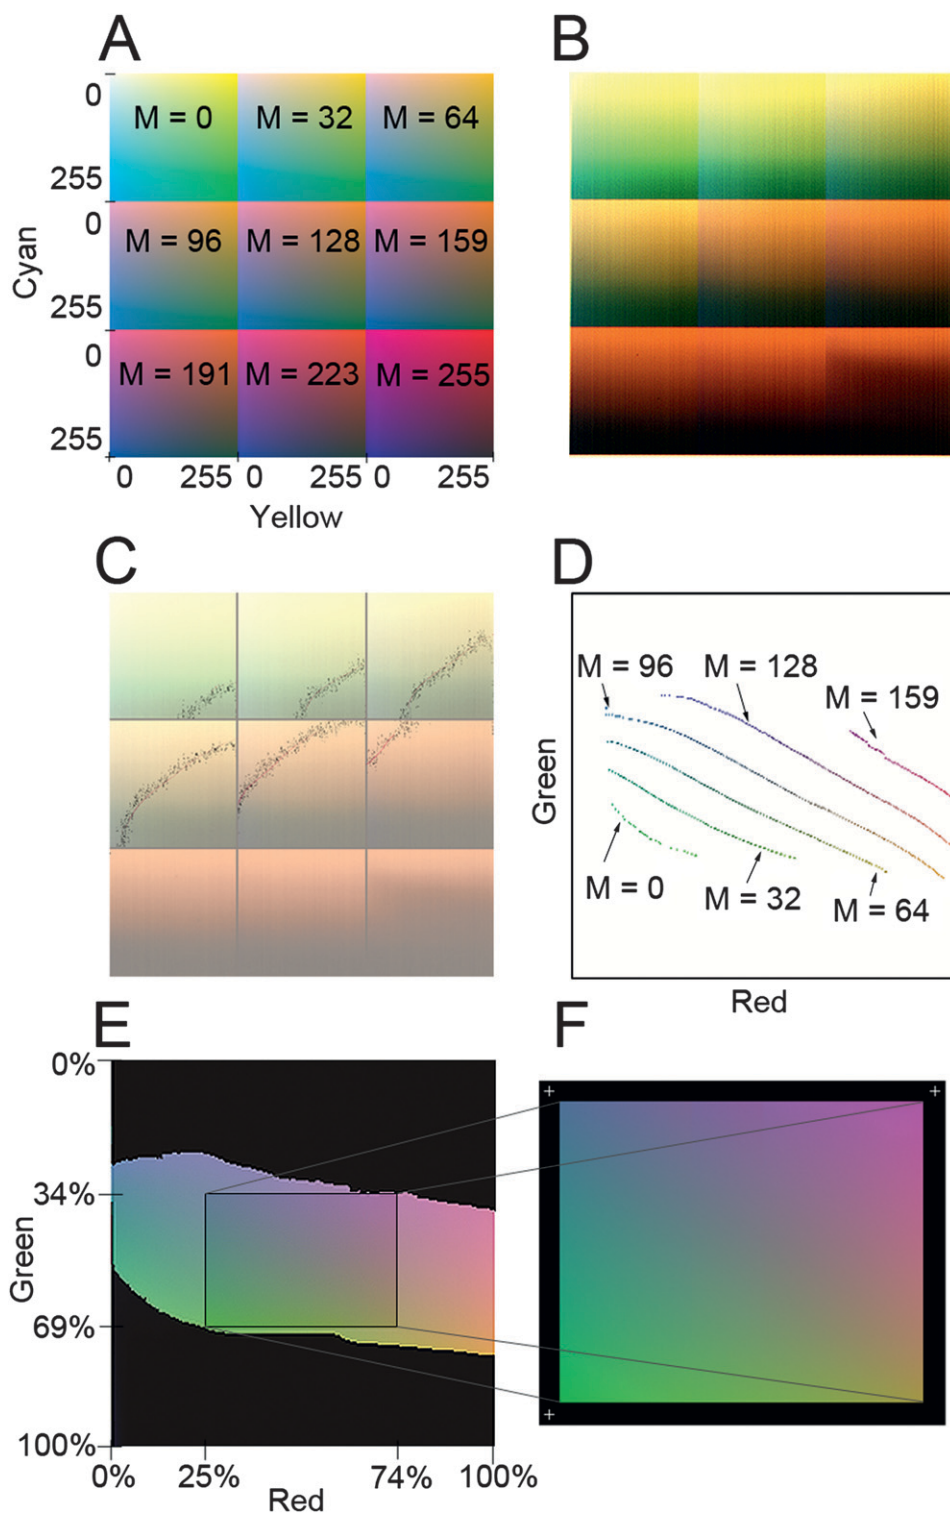 A
B
0
M = 0
M = 32
M = 64
255
0
M = 96
M = 128
M = 159
Cyan
255
0
M = 191
M = 223
M = 255
255
0
255
0
255
0
255
Yellow
C
D
M = 96
M = 128
M = 159
Green
M = 0
M = 32
M = 64
Red
E
F
0%
34%
Green
69%
100%
0%
25%
74%
100%
Red